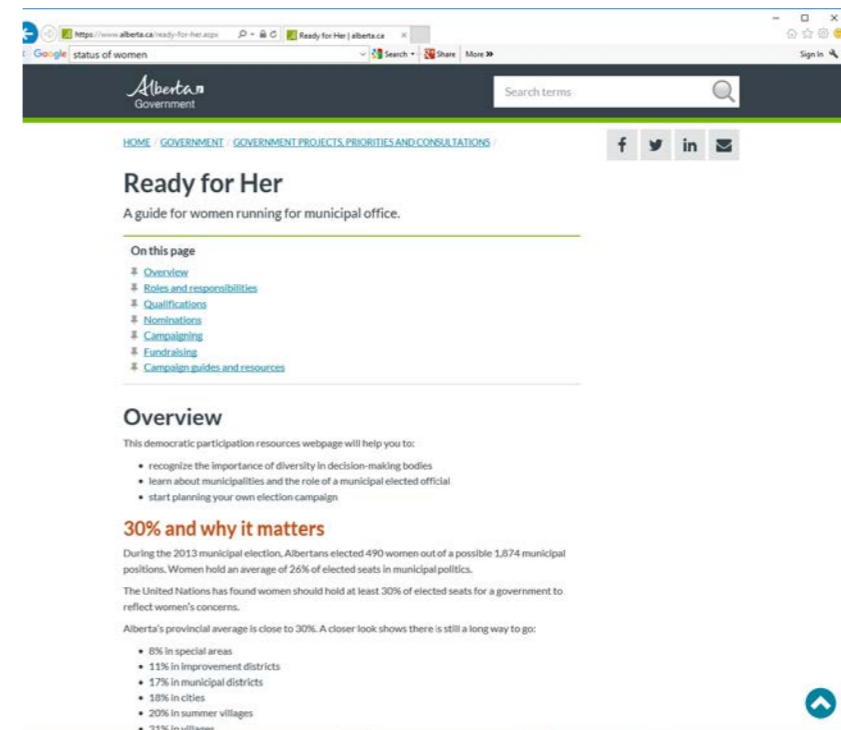 https://www.alberta.ca/ready-for-her.aspx
Ready for Her | alberta.ca
Google status of women Search Share More Sign In
Alberta
Government
Search terms
HOME / GOVERNMENT / GOVERNMENT PROJECTS, PRIORITIES AND CONSULTATIONS /
Ready for Her
A guide for women running for municipal office.
On this page
Overview
Roles and responsibilities
Qualifications
Nominations
Campaigning
Fundraising
Campaign guides and resources
Overview
This democratic participation resources webpage will help you to:
• recognize the importance of diversity in decision-making bodies
• learn about municipalities and the role of a municipal elected official
• start planning your own election campaign
30% and why it matters
During the 2013 municipal election, Albertans elected 490 women out of a possible 1,874 municipal
positions. Women hold an average of 26% of elected seats in municipal politics.
The United Nations has found women should hold at least 30% of elected seats for a government to
reflect women's concerns.
Alberta's provincial average is close to 30%. A closer look shows there is still a long way to go:
• 8% in special areas
• 11% in improvement districts
• 17% in municipal districts
• 18% in cities
• 20% in summer villages
• 31% in villages